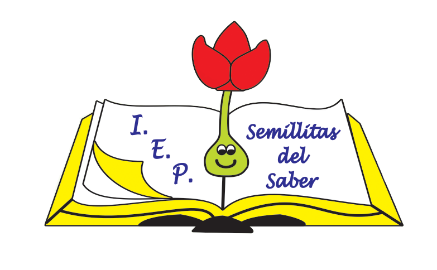 I.
E.
P.
Semillitas
del
Saber